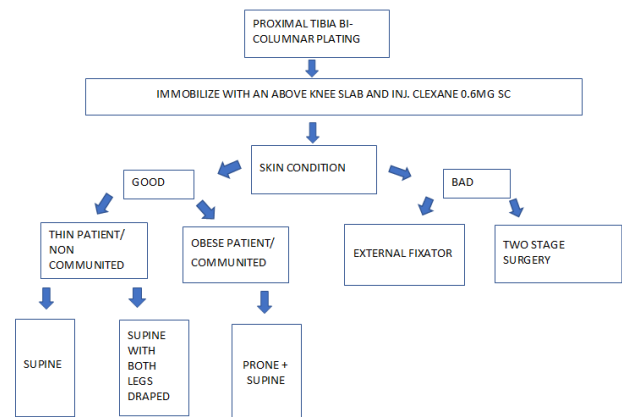 PROXIMAL TIBIA BI-
COLUMNAR PLATING
IMMOBILIZE WITH AN ABOVE KNEE SLAB AND INJ. CLEXANE 0.6MG SC
SKIN CONDITION
GOOD
BAD
THIN PATIENT/
NON
COMMUNITED
OBESE PATIENT/
COMMUNITED
EXTERNAL FIXATOR
TWO STAGE
SURGERY
SUPINE
SUPINE
WITH
BOTH
LEGS
DRAPED
PRONE +
SUPINE